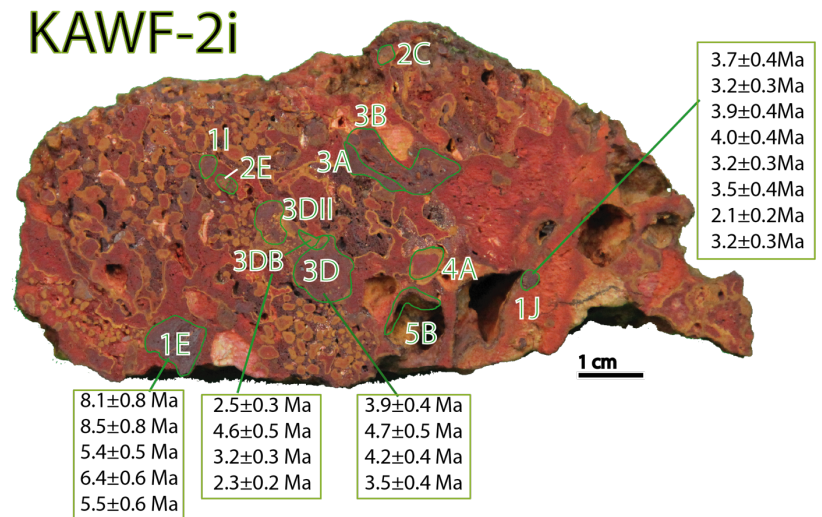 KAWF-2i
2C
3B
1I
3A
2E
3DII
3DB
3D
4A
1J
5B
1E
1 cm
3.7±0.4Ma
3.2±0.3Ma
3.9±0.4Ma
4.0±0.4Ma
3.2±0.3Ma
3.5±0.4Ma
2.1±0.2Ma
3.2±0.3Ma
8.1±0.8 Ma
8.5±0.8 Ma
5.4±0.5 Ma
6.4±0.6 Ma
5.5±0.6 Ma
2.5±0.3 Ma
4.6±0.5 Ma
3.2±0.3 Ma
2.3±0.2 Ma
3.9±0.4 Ma
4.7±0.5 Ma
4.2±0.4 Ma
3.5±0.4 Ma